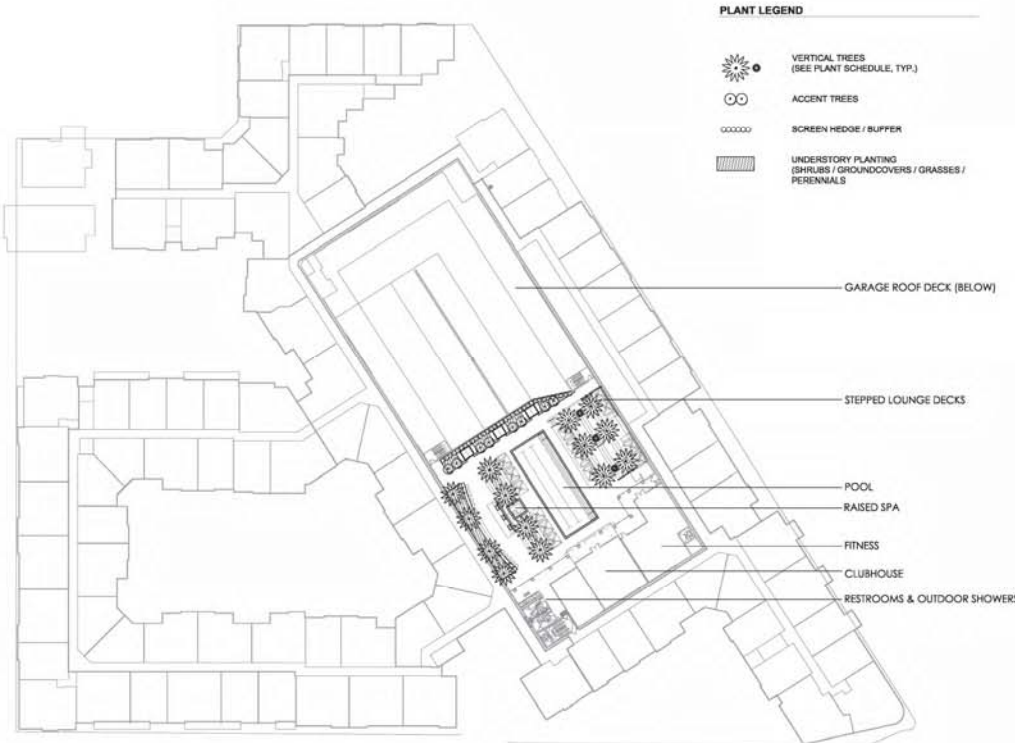 PLANT LEGEND
VERTICAL TREES
(SEE PLANT SCHEDULE, TYP.)
ACCENT TREES
SCREEN HEDGE / BUFFER
UNDERSTORY PLANTING
(SHRUBS / GROUNDCOVERS / GRASSES /
PERENNIALS
GARAGE ROOF DECK (BELOW)
STEPPED LOUNGE DECKS
POOL
RAISED SPA
FITNESS
CLUBHOUSE
RESTROOMS & OUTDOOR SHOWERS